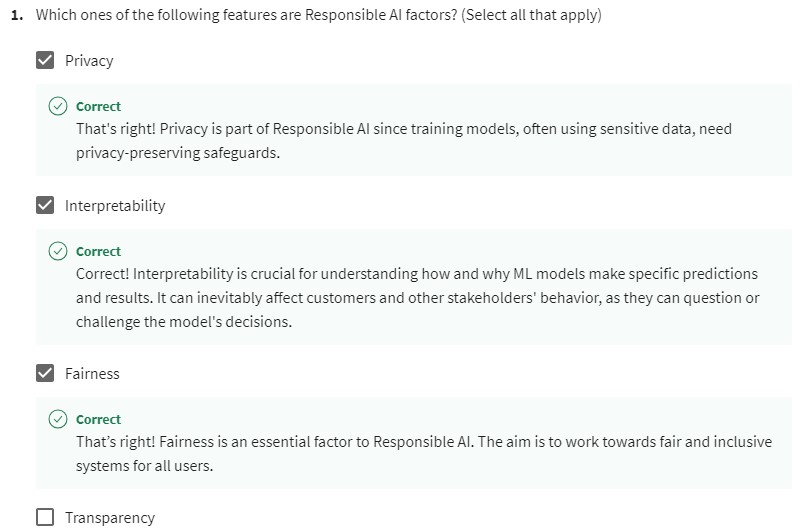 1. Which ones of the following features are Responsible AI factors? (Select all that apply)
Privacy
Correct
That's right! Privacy is part of Responsible AI since training models, often using sensitive data, need
privacy-preserving safeguards.
Interpretability
Correct
Correct! Interpretability is crucial for understanding how and why ML models make specific predictions
and results. It can inevitably affect customers and other stakeholders' behavior, as they can question or
challenge the model's decisions.
Fairness
Correct
That’s right! Fairness is an essential factor to Responsible AI. The aim is to work towards fair and inclusive
systems for all users.
Transparency